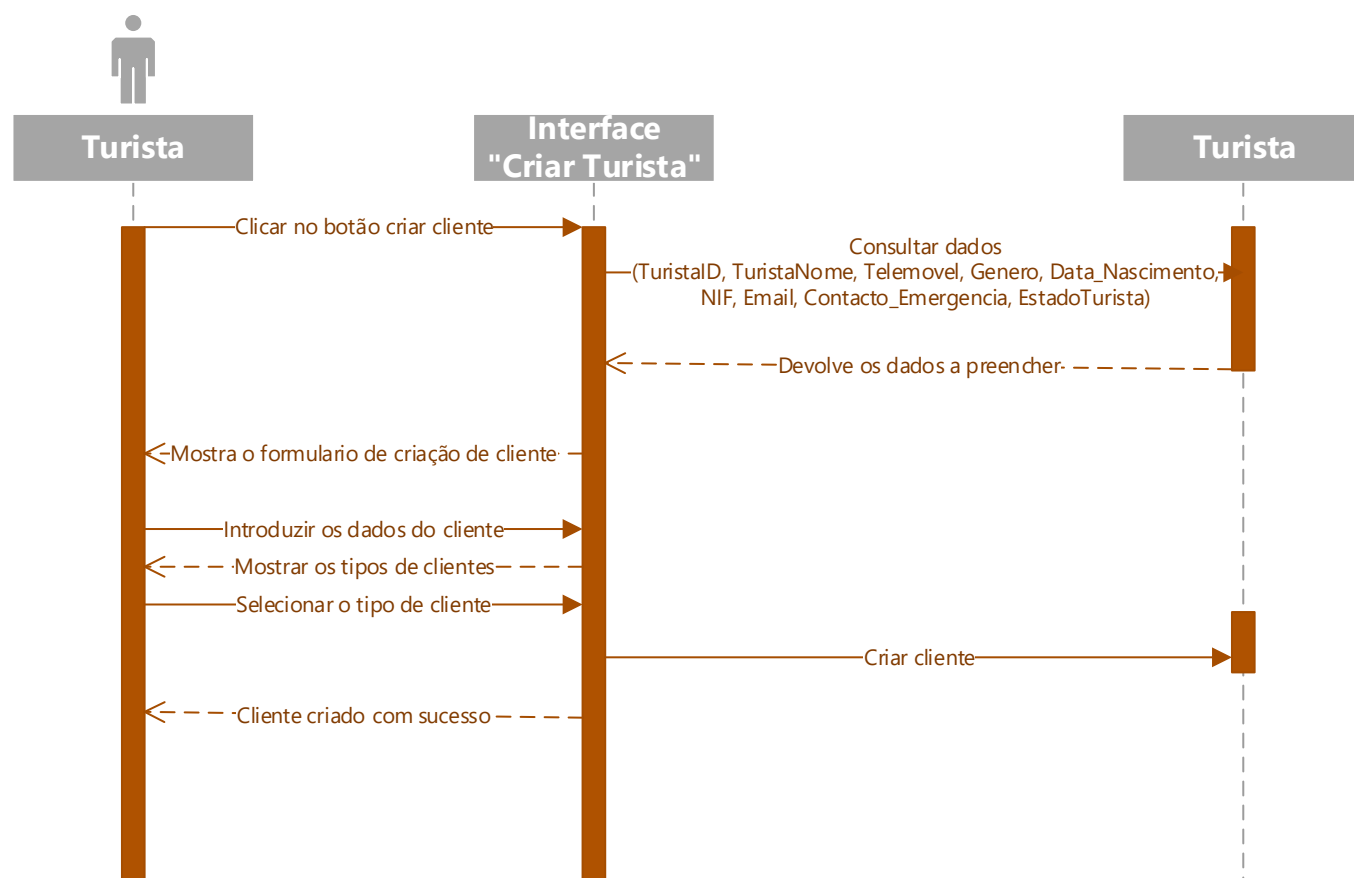 Turista
Interface
"Criar Turista"
Turista
Clicar no botão criar cliente
Consultar dados
(TuristaID, TuristaNome, Telemovel, Genero, Data_Nascimento,
NIF, Email, Contacto_Emergencia, EstadoTurista)
Devolve os dados a preencher
Mostra o formulario de criação de cliente
Introduzir os dados do cliente
Mostrar os tipos de clientes
Selecionar o tipo de cliente
Criar cliente
Cliente criado com sucesso